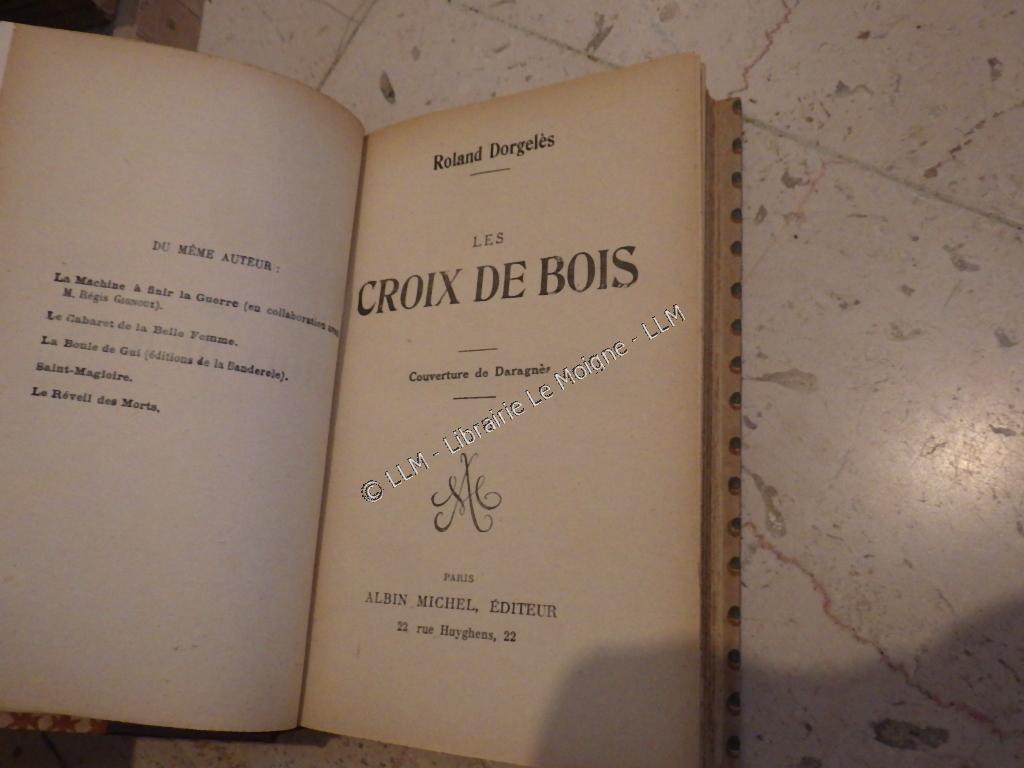 DU MÊME AUTEUR :
La Machine à finir la Guerre (en collaboration avec
M. Régis Gignoux).
Le Cabaret de la Belle Femme.
La Boule de Gui (éditions de la Banderole).
Saint-Magloire.
Le Réveil des Morts.
Roland Dorgelès
LES
CROIX DE BOIS
Couverture de Daragnès
AM
PARIS
ALBIN MICHEL, ÉDITEUR
22 rue Huyghens, 22
© LLM - Librairie Le Moigne - LLM